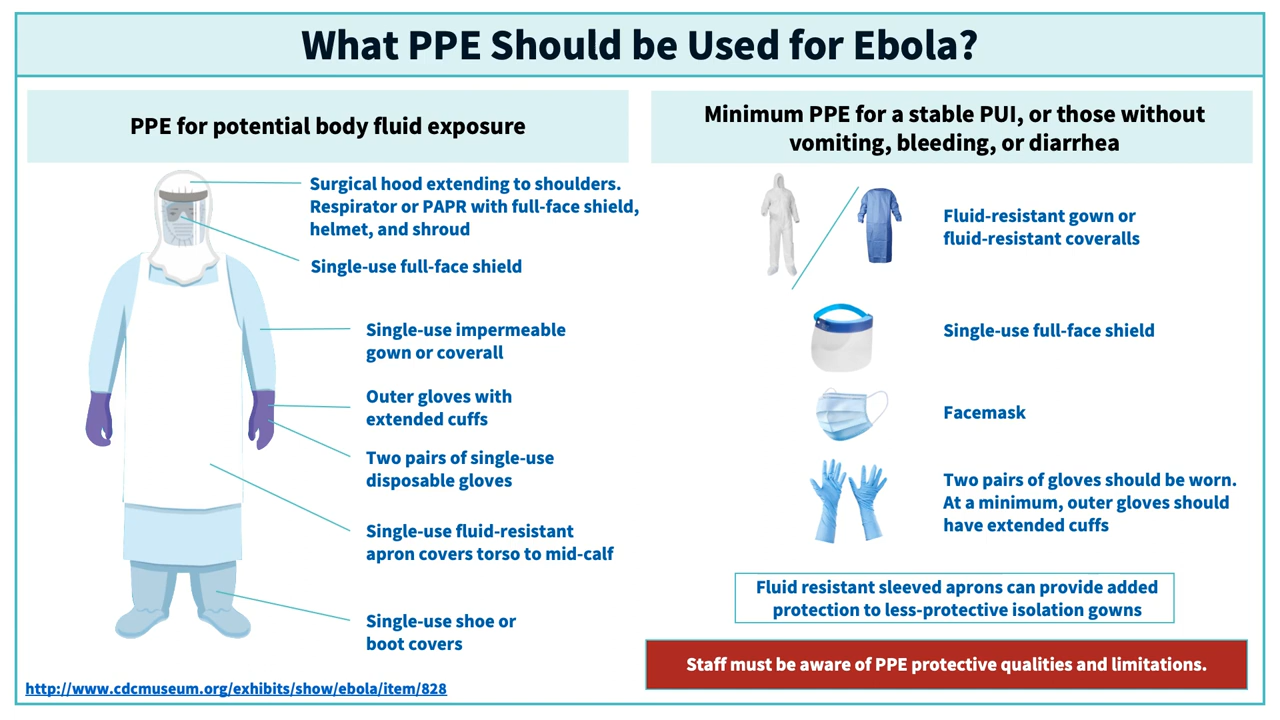 What PPE Should be Used for Ebola?
PPE for potential body fluid exposure
Surgical hood extending to shoulders.
Respirator or PAPR with full-face shield,
helmet, and shroud
Single-use full-face shield
Single-use impermeable
gown or coverall
Outer gloves with
extended cuffs
Two pairs of single-use
disposable gloves
Single-use fluid-resistant
apron covers torso to mid-calf
Single-use shoe or
boot covers
http://www.cdcmuseum.org/exhibits/show/ebola/item/828
Minimum PPE for a stable PUI, or those without
vomiting, bleeding, or diarrhea
Fluid-resistant gown or
fluid-resistant coveralls
Single-use full-face shield
Facemask
Two pairs of gloves should be worn.
At a minimum, outer gloves should
have extended cuffs
Fluid resistant sleeved aprons can provide added
protection to less-protective isolation gowns
Staff must be aware of PPE protective qualities and limitations.